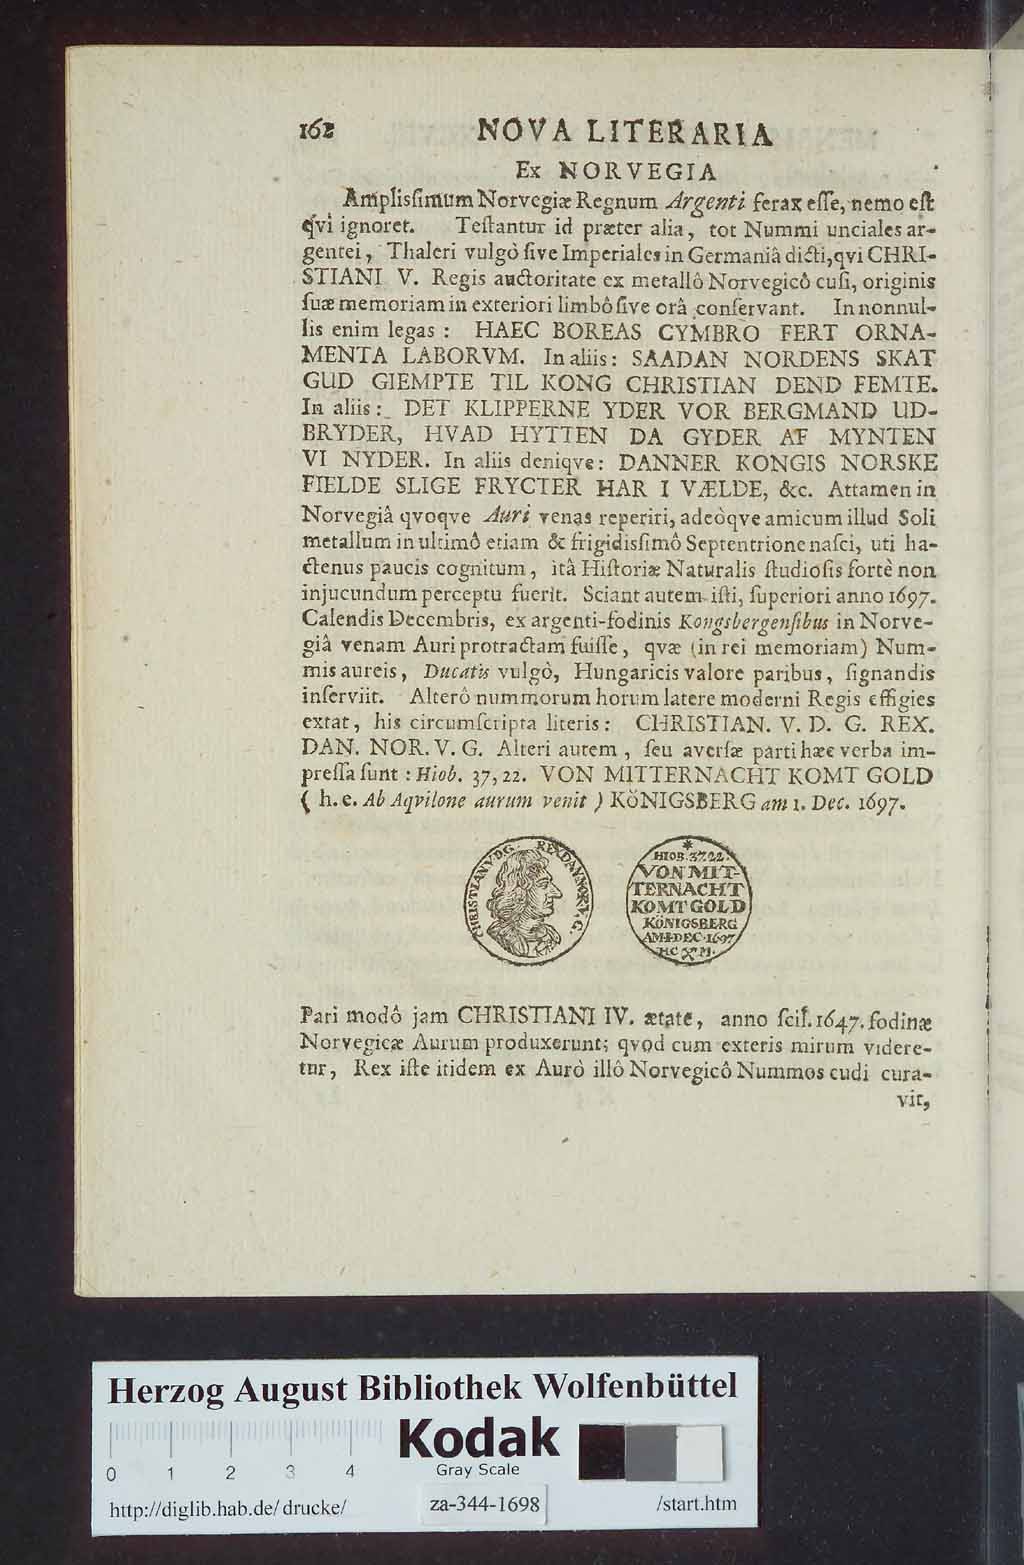 162 NOVA LITERARIA
Ex NORVEGIA
Amplisſimum Norvegiæ Regnum Argenti ferax eſſe, nemo eſt
qvi ignoret. Teſtantur id præter alia, tot Nummi unciales ar-
gentei, Thaleri vulgò ſive Imperiales in Germaniâ dicti, qvi CHRI-
STIANI V. Regis auctoritate ex metallô Norvegicô cuſi, originis
ſuæ memoriam in exteriori limbô ſive orâ conſervant. In nonnul-
lis enim legas : HAEC BOREAS CYMBRO FERT ORNA-
MENTA LABORVM. In aliis : SAADAN NORDENS SKAT
GUD GIEMPTE TIL KONG CHRISTIAN DEND FEMTE.
In aliis : DET KLIPPERNE YDER VOR BERGMAND UD-
BRYDER, HVAD HYTTEN DA GYDER AF MYNTEN
VI NYDER. In aliis deniqve : DANNER KONGIS NORSKE
FIELDE SLIGE FRYCTER HAR I VÆLDE, &c. Attamen in
Norvegiâ qvoqve Auri venas reperiri, adeòqve amicum illud Soli
metallum in ultimô etiam & frigidisſimô Septentrione naſci, uti ha-
ctenus paucis cognitum, itâ Hiſtoriæ Naturalis ſtudioſis fortè non
injucundum perceptu fuerit. Sciant autem iſti, ſuperiori anno 1697.
Calendis Decembris, ex argenti-fodinis Kongsbergenſibus in Norve-
giâ venam Auri protractam fuiſſe, qvæ (in rei memoriam) Num-
mis aureis, Ducatis vulgò, Hungaricis valore paribus, ſignandis
inſerviit. Alterô nummorum horum latere moderni Regis effigies
extat, his circumſcripta literis : CHRISTIAN. V. D. G. REX.
DAN. NOR. V. G. Alteri autem, ſeu averſæ parti hæc verba im-
preſſa ſunt : Hiob. 37, 22. VON MITTERNACHT KOMT GOLD
( h. e. Ab Aqvilone aurum venit ) KöNIGSBERG am 1. Dec. 1697.
CHRISTIAN V D G. REX DAN. NOR. V. G.
HIOB. 37.22.
VON MIT-
TERNACHT
KOMT GOLD
KöNIGSBERG
AM 1 DEC. 1697
HC M.
Pari modô jam CHRISTIANI IV. ætate, anno ſcil. 1647. fodinæ
Norvegicæ Aurum produxerunt; qvod cum exteris mirum videre-
tur, Rex iſte itidem ex Aurò illô Norvegicô Nummos cudi cura-
vit,
Herzog August Bibliothek Wolfenbüttel
Kodak
Gray Scale
0 1 2 3 4
http://diglib.hab.de/drucke/ za-344-1698 /start.htm